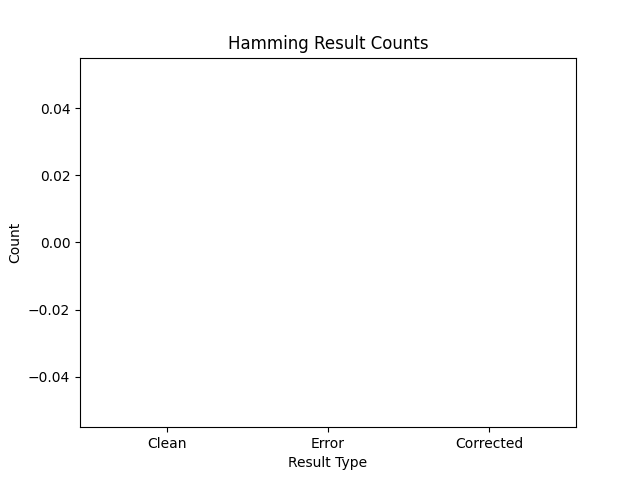 Hamming Result Counts
0.04
0.02
0.00
−0.02
−0.04
Count
Clean Error Corrected
Result Type